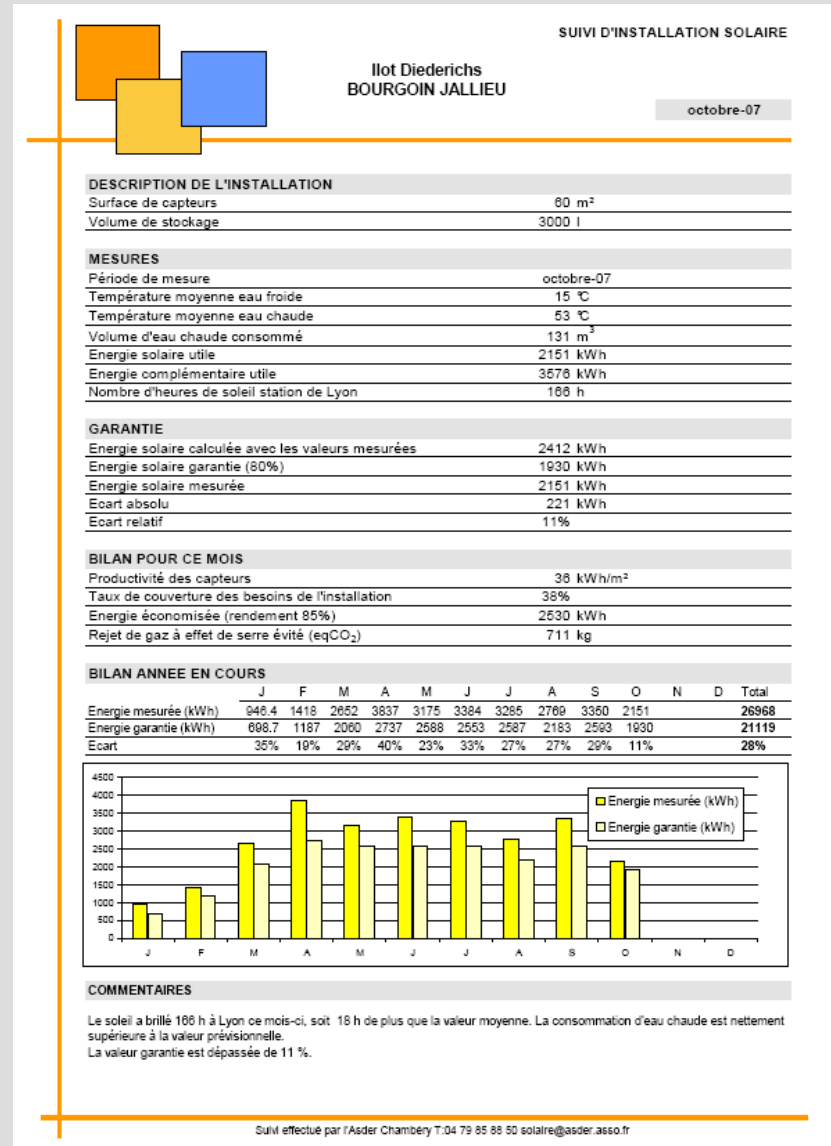 SUIVI D'INSTALLATION SOLAIRE
Ilot Diederichs
BOURGOIN JALLIEU
octobre-07
DESCRIPTION DE L'INSTALLATION
Surface de capteurs 60 m²
Volume de stockage 3000 l
MESURES
Période de mesure octobre-07
Température moyenne eau froide 15 °C
Température moyenne eau chaude 53 °C
Volume d'eau chaude consommé 131 m³
Energie solaire utile 2151 kWh
Energie complémentaire utile 3576 kWh
Nombre d'heures de soleil station de Lyon 166 h
GARANTIE
Energie solaire calculée avec les valeurs mesurées 2412 kWh
Energie solaire garantie (80%) 1930 kWh
Energie solaire mesurée 2151 kWh
Ecart absolu 221 kWh
Ecart relatif 11%
BILAN POUR CE MOIS
Productivité des capteurs 36 kWh/m²
Taux de couverture des besoins de l'installation 38%
Energie économisée (rendement 85%) 2530 kWh
Rejet de gaz à effet de serre évité (eqCO₂) 711 kg
BILAN ANNEE EN COURS
J F M A M J J A S O N D Total
Energie mesurée (kWh) 946.4 1418 2652 3837 3175 3384 3285 2769 3350 2151 26968
Energie garantie (kWh) 698.7 1187 2060 2737 2588 2553 2587 2183 2593 1930 21119
Ecart 35% 19% 29% 40% 23% 33% 27% 27% 29% 11% 28%
4500
4000
3500
3000
2500
2000
1500
1000
500
0
Energie mesurée (kWh)
Energie garantie (kWh)
J F M A M J J A S O N D
COMMENTAIRES
Le soleil a brillé 166 h à Lyon ce mois-ci, soit 18 h de plus que la valeur moyenne. La consommation d'eau chaude est nettement
supérieure à la valeur prévisionnelle.
La valeur garantie est dépassée de 11 %.
Suivi effectué par l'Asder Chambéry T:04 79 85 88 50 solaire@asder.asso.fr